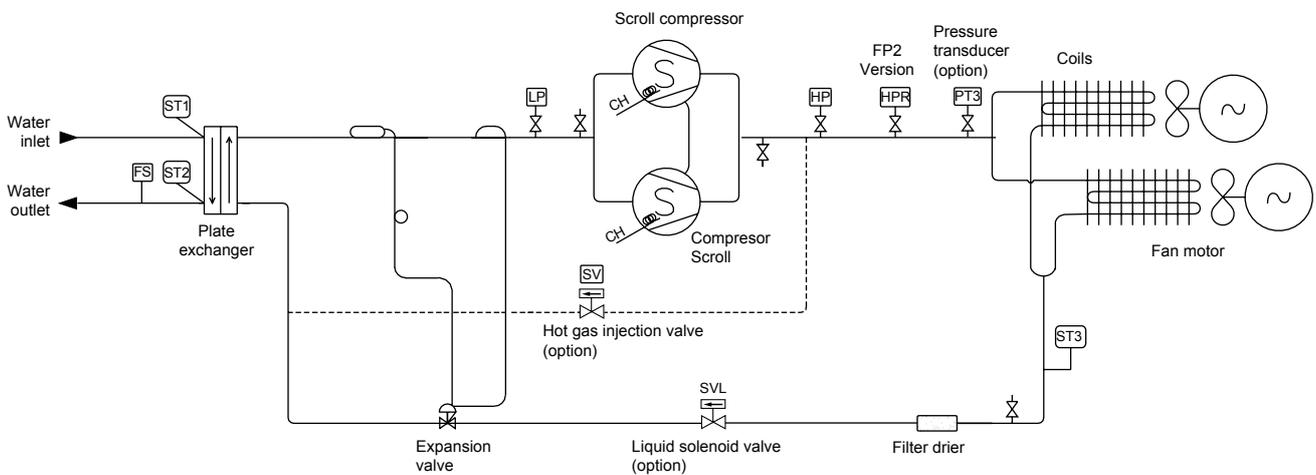 Scroll compressor
Water
inlet
Water
outlet
ST1
ST2
FS
Plate
exchanger
LP
CH
CH
Compresor
Scroll
HP
FP2
Version
HPR
Pressure
transducer
(option)
PT3
Coils
Fan motor
SV
Hot gas injection valve
(option)
ST3
Expansion
valve
SVL
Liquid solenoid valve
(option)
Filter drier